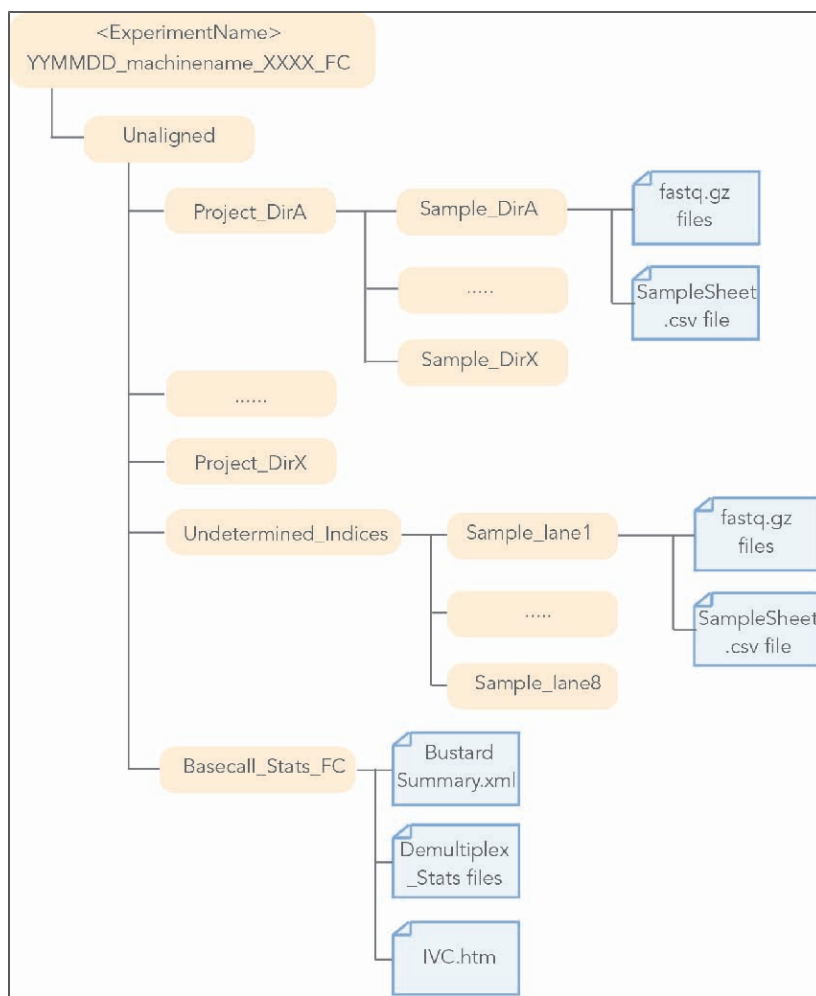 <ExperimentName>
YYMMDD_machinename_XXXX_FC
Unaligned
Project_DirA
Sample_DirA
fastq.gz
files
.....
SampleSheet
.csv file
Sample_DirX
......
Project_DirX
Undetermined_Indices
Sample_lane1
fastq.gz
files
.....
SampleSheet
.csv file
Sample_lane8
Basecall_Stats_FC
Bustard
Summary.xml
Demultiplex
_Stats files
IVC.htm